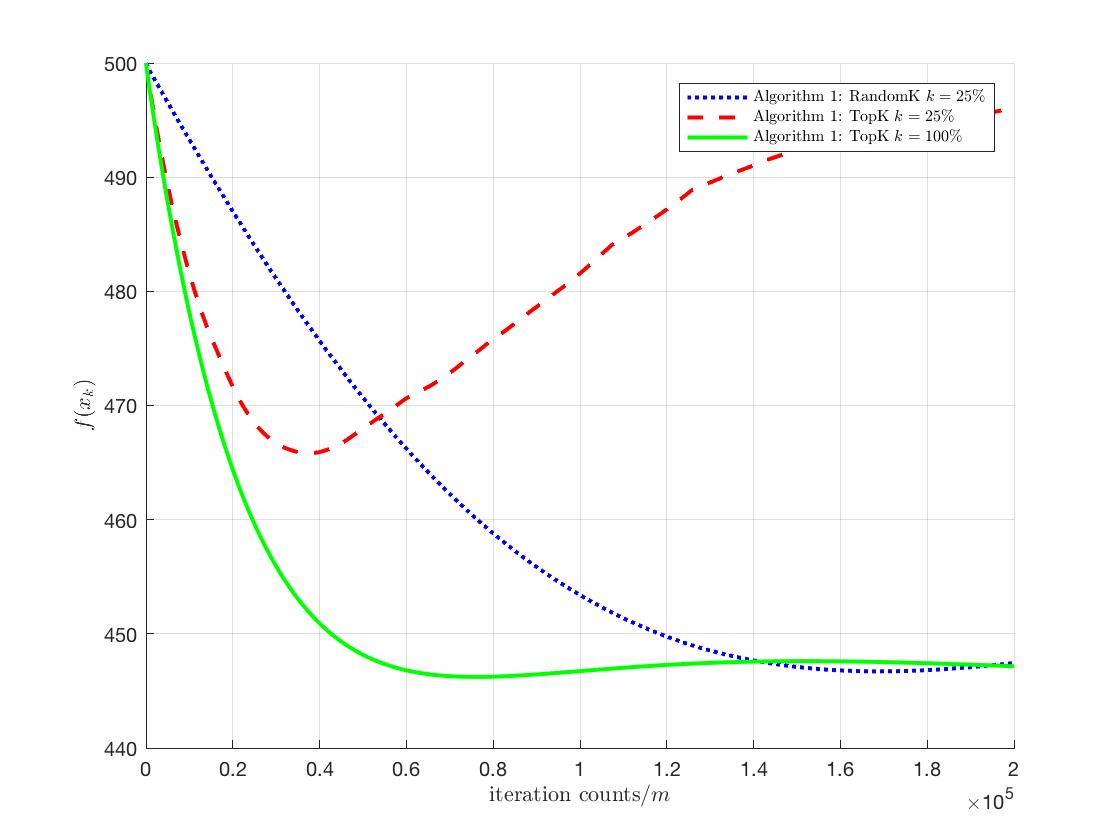 500
490
480
470
460
450
440
f(x_k)
0 0.2 0.4 0.6 0.8 1 1.2 1.4 1.6 1.8 2
×10^5
iteration counts/m
Algorithm 1: RandomK k = 25%
Algorithm 1: TopK k = 25%
Algorithm 1: TopK k = 100%